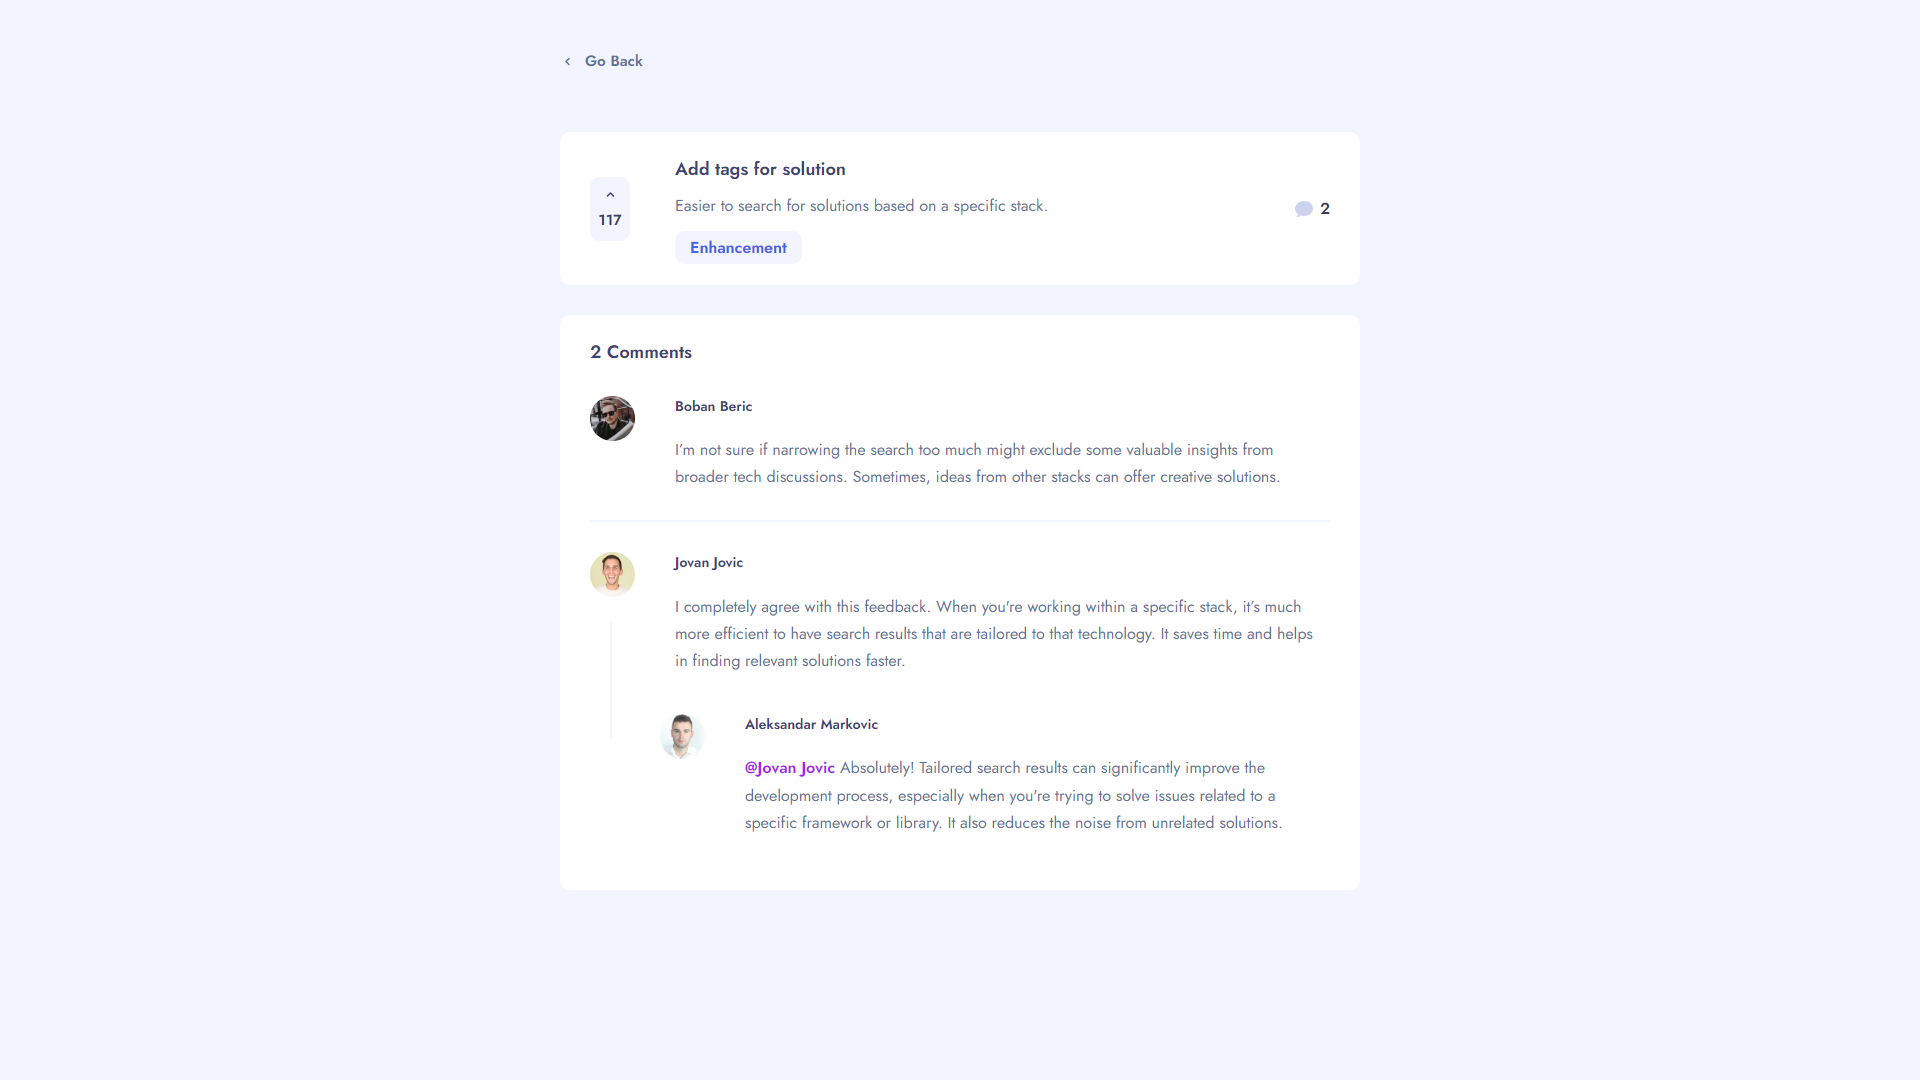 Go Back
Add tags for solution
117
Easier to search for solutions based on a specific stack.
2
Enhancement
2 Comments
Boban Beric
I’m not sure if narrowing the search too much might exclude some valuable insights from
broader tech discussions. Sometimes, ideas from other stacks can offer creative solutions.
Jovan Jovic
I completely agree with this feedback. When you're working within a specific stack, it’s much
more efficient to have search results that are tailored to that technology. It saves time and helps
in finding relevant solutions faster.
Aleksandar Markovic
@Jovan Jovic Absolutely! Tailored search results can significantly improve the
development process, especially when you're trying to solve issues related to a
specific framework or library. It also reduces the noise from unrelated solutions.